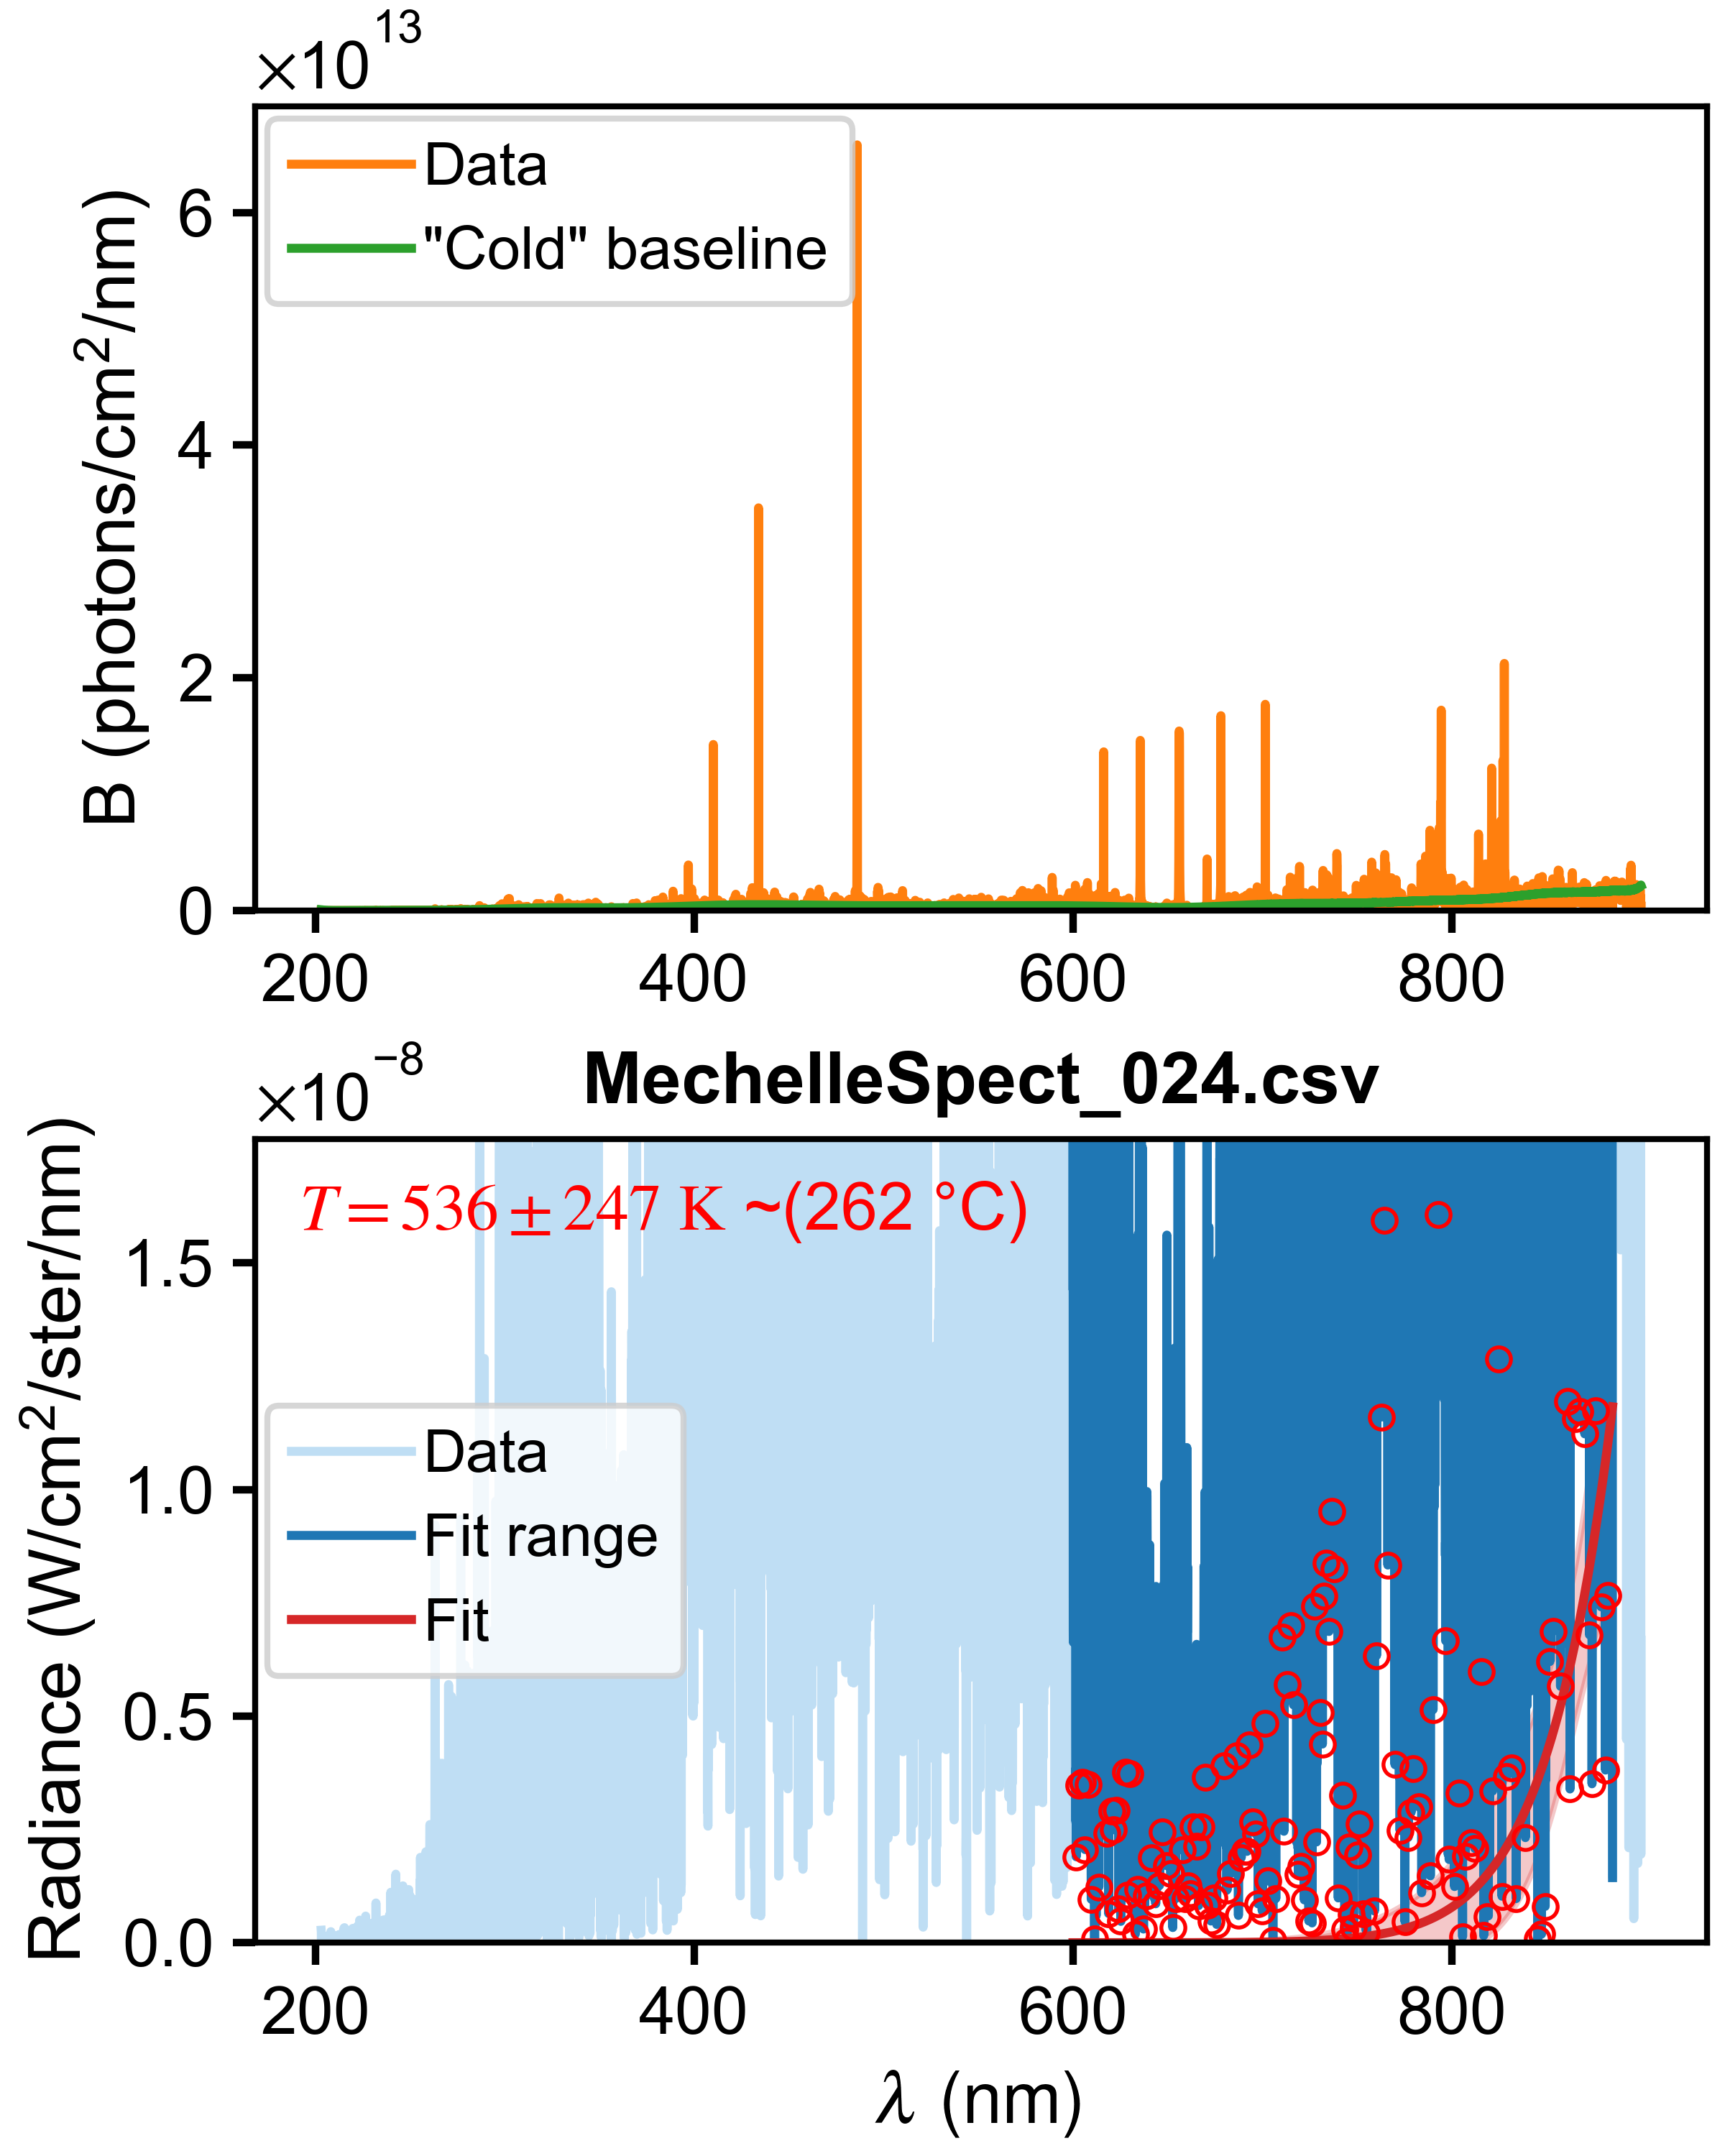 ×10¹³
B (photons/cm²/nm)
6
4
2
0
Data
"Cold" baseline
200 400 600 800
×10⁻⁸
MechelleSpect_024.csv
Radiance (W/cm²/ster/nm)
1.5
1.0
0.5
0.0
T = 536 ± 247 K ~(262 °C)
Data
Fit range
Fit
200 400 600 800
λ (nm)